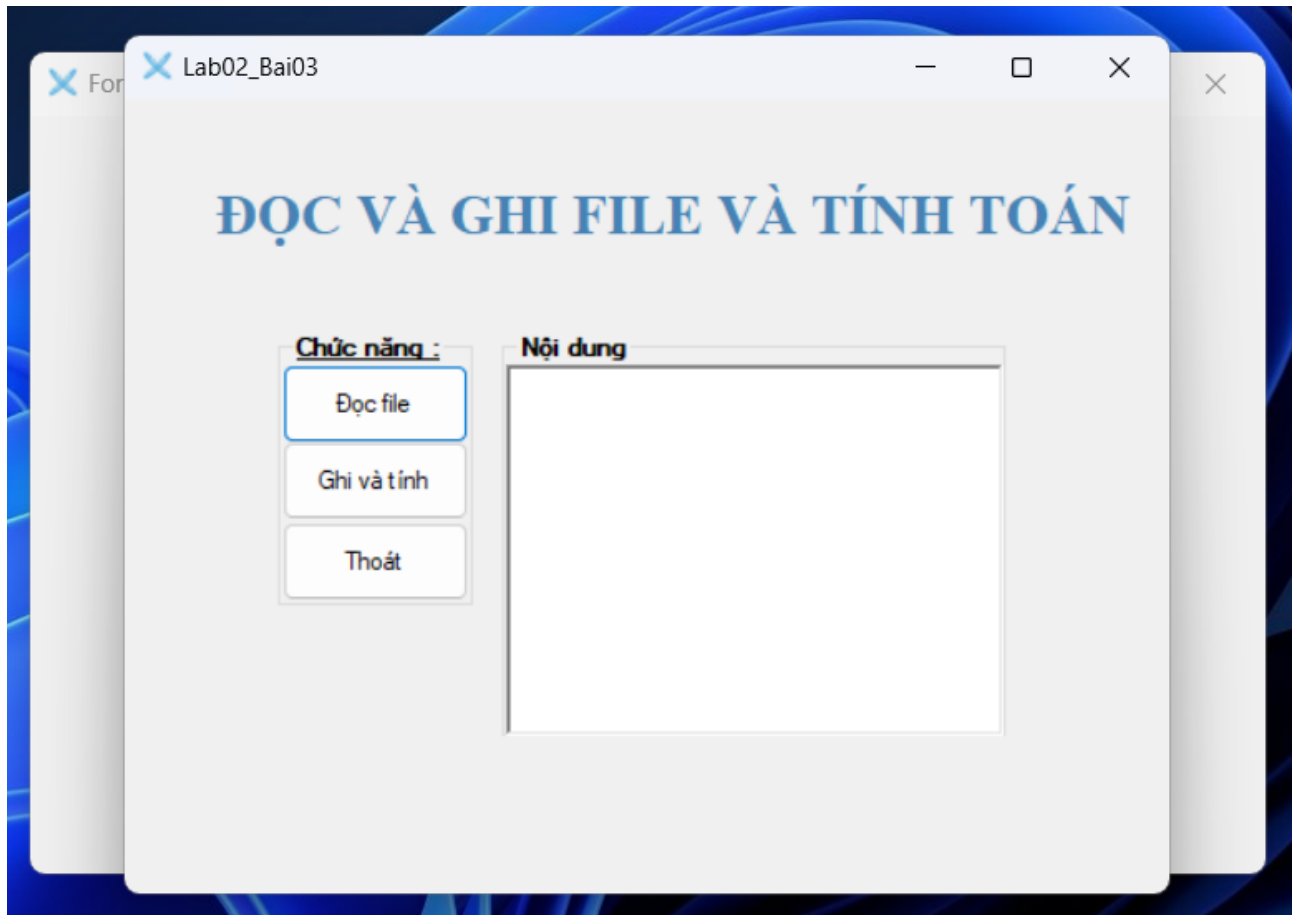 For
Lab02_Bai03
ĐỌC VÀ GHI FILE VÀ TÍNH TOÁN
Chức năng :
Đọc file
Ghi và tính
Thoát
Nội dung